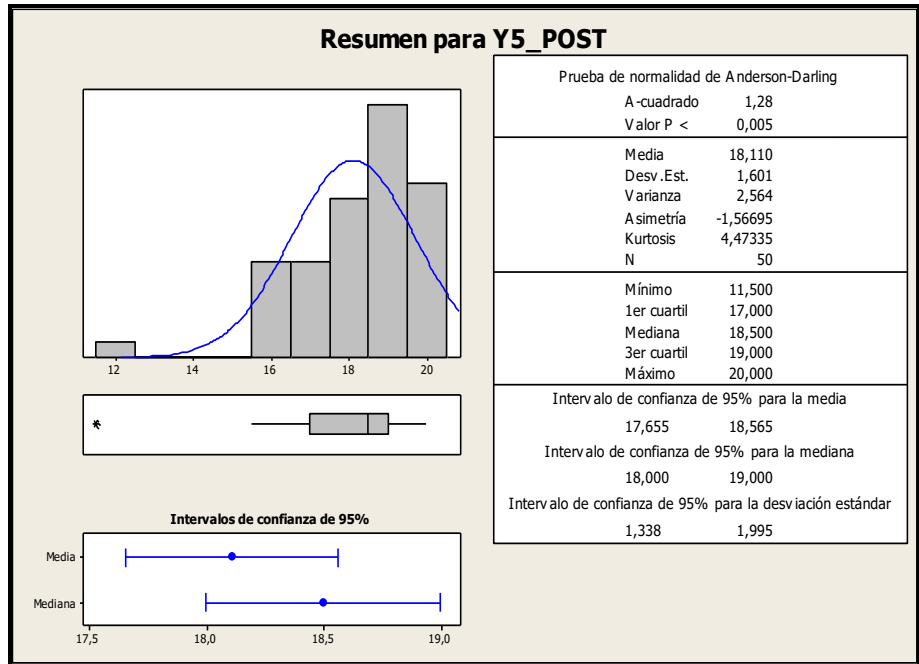 Resumen para Y5_POST
12 14 16 18 20
Intervalos de confianza de 95%
Media
Mediana
17,5 18,0 18,5 19,0
Prueba de normalidad de Anderson-Darling
A-cuadrado 1,28
Valor P < 0,005
Media 18,110
Desv.Est. 1,601
Varianza 2,564
Asimetría -1,56695
Kurtosis 4,47335
N 50
Mínimo 11,500
1er cuartil 17,000
Mediana 18,500
3er cuartil 19,000
Máximo 20,000
Intervalo de confianza de 95% para la media
17,655 18,565
Intervalo de confianza de 95% para la mediana
18,000 19,000
Intervalo de confianza de 95% para la desviación estándar
1,338 1,995